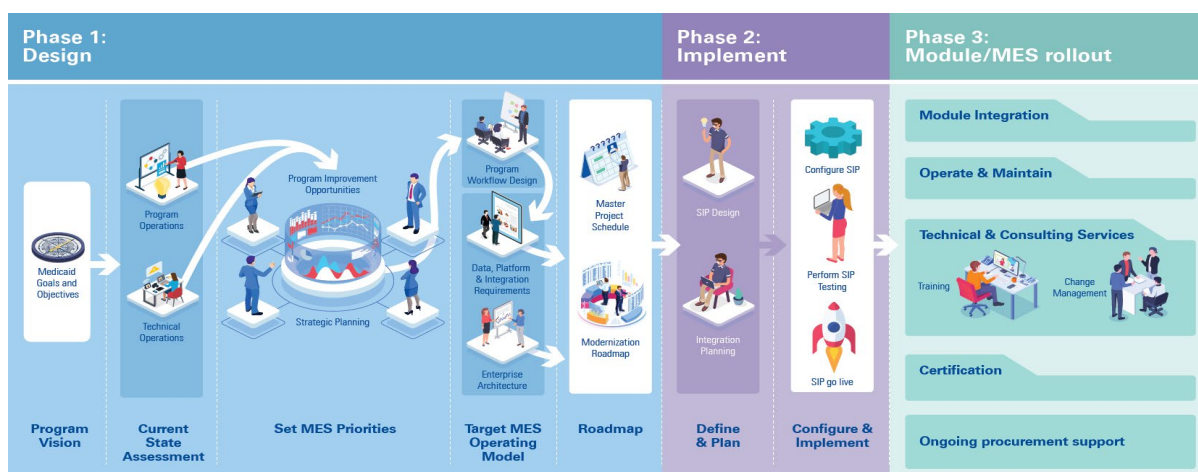 Phase 1:
Design
Phase 2:
Implement
Phase 3:
Module/MES rollout
Medicaid
Goals and
Objectives
Program
Operations
Technical
Operations
Program Improvement
Opportunities
Strategic Planning
Program
Workflow Design
Data, Platform
& Integration
Requirements
Enterprise
Architecture
Master
Project
Schedule
Modernization
Roadmap
SIP Design
Integration
Planning
Configure SIP
Perform SIP
Testing
SIP go live
Module Integration
Operate & Maintain
Technical & Consulting Services
Training
Change
Management
Certification
Ongoing procurement support
Program
Vision
Current
State
Assessment
Set MES Priorities
Target MES
Operating
Model
Roadmap
Define
& Plan
Configure &
Implement